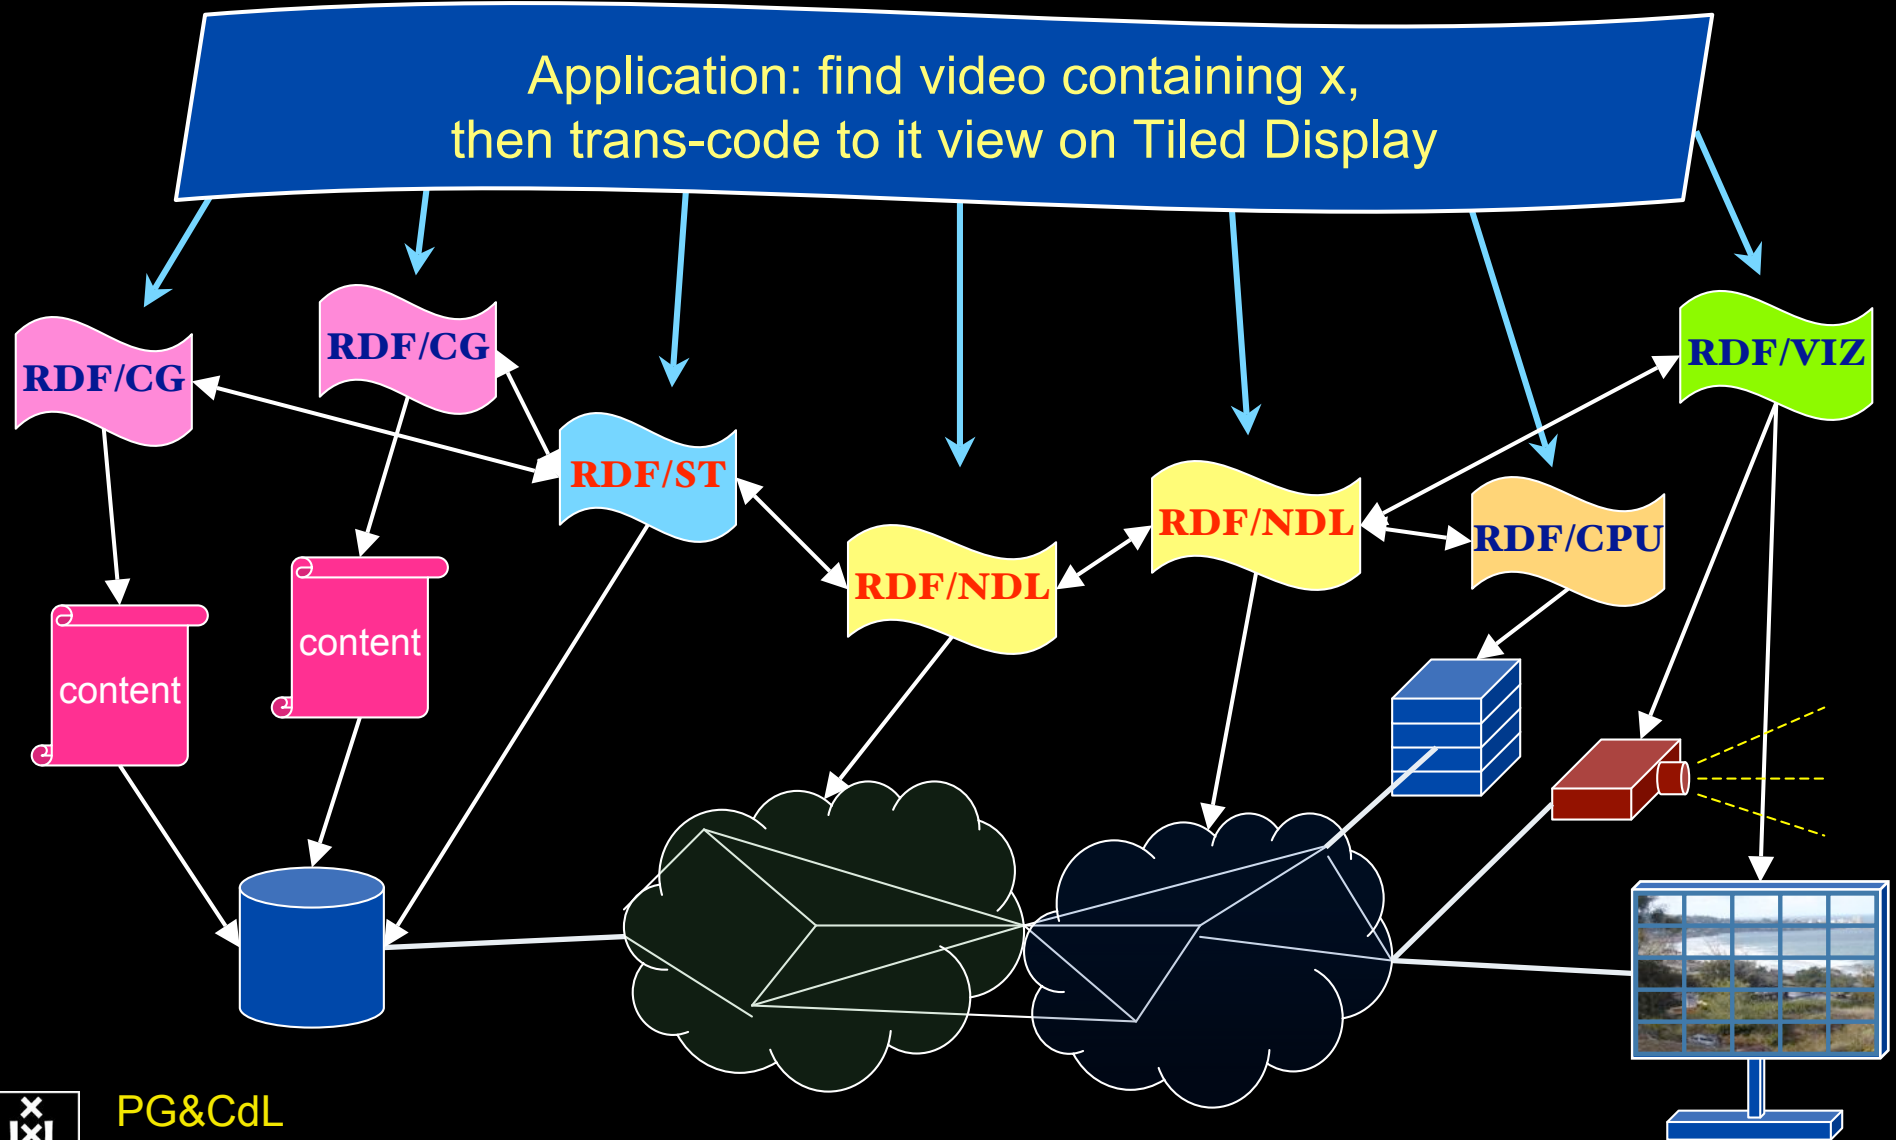 Application: find video containing x,
then trans-code to it view on Tiled Display
RDF/CG
RDF/CG
RDF/ST
RDF/NDL
RDF/NDL
RDF/CPU
RDF/VIZ
content
content
PG&CdL